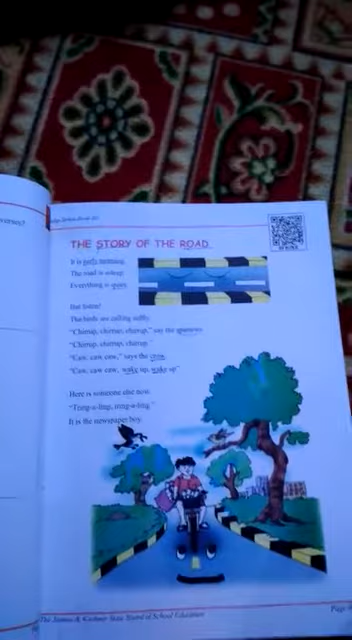 THE STORY OF THE ROAD
It is early morning.
The road is asleep.
Everything is quiet.
But listen!
The birds are calling softly.
"Chirrup, chirrup, chirrup," say the sparrows.
"Chirrup, chirrup, chirrup."
"Caw, caw, caw," says the crow.
"Caw, caw, caw, wake up, wake up"
Here is someone else now.
"Tring-a-ling, tring-a-ling."
It is the newspaper boy.
The Jammu & Kashmir State Board of School Education
Page